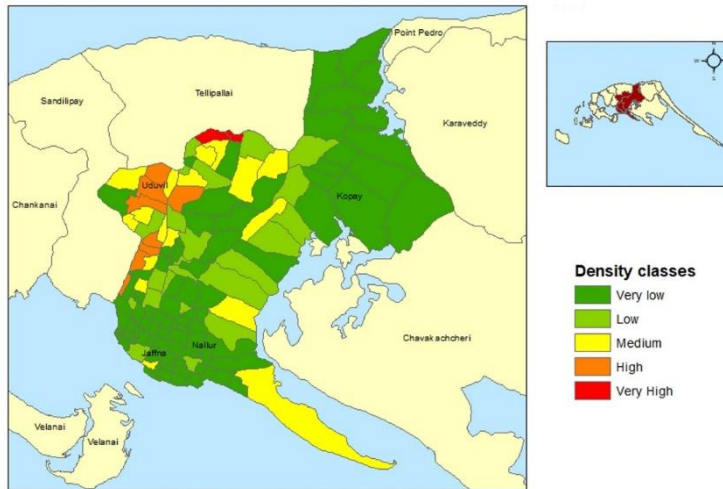 Point Pedro
Sandilipay
Tellipallai
Karaveddy
Uduvil
Kopay
Chankanai
Chavakachcheri
Jaffna
Nallur
Velanai
Velanai
N
W
S
Density classes
Very low
Low
Medium
High
Very High